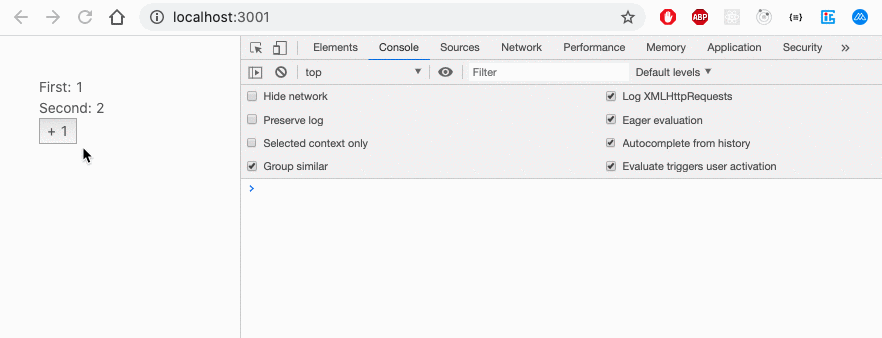 localhost:3001
ABP
{≡}
First: 1
Second: 2
+ 1
Elements Console Sources Network Performance Memory Application Security »
top Filter Default levels ▼
Hide network Log XMLHttpRequests
Preserve log Eager evaluation
Selected context only Autocomplete from history
Group similar Evaluate triggers user activation